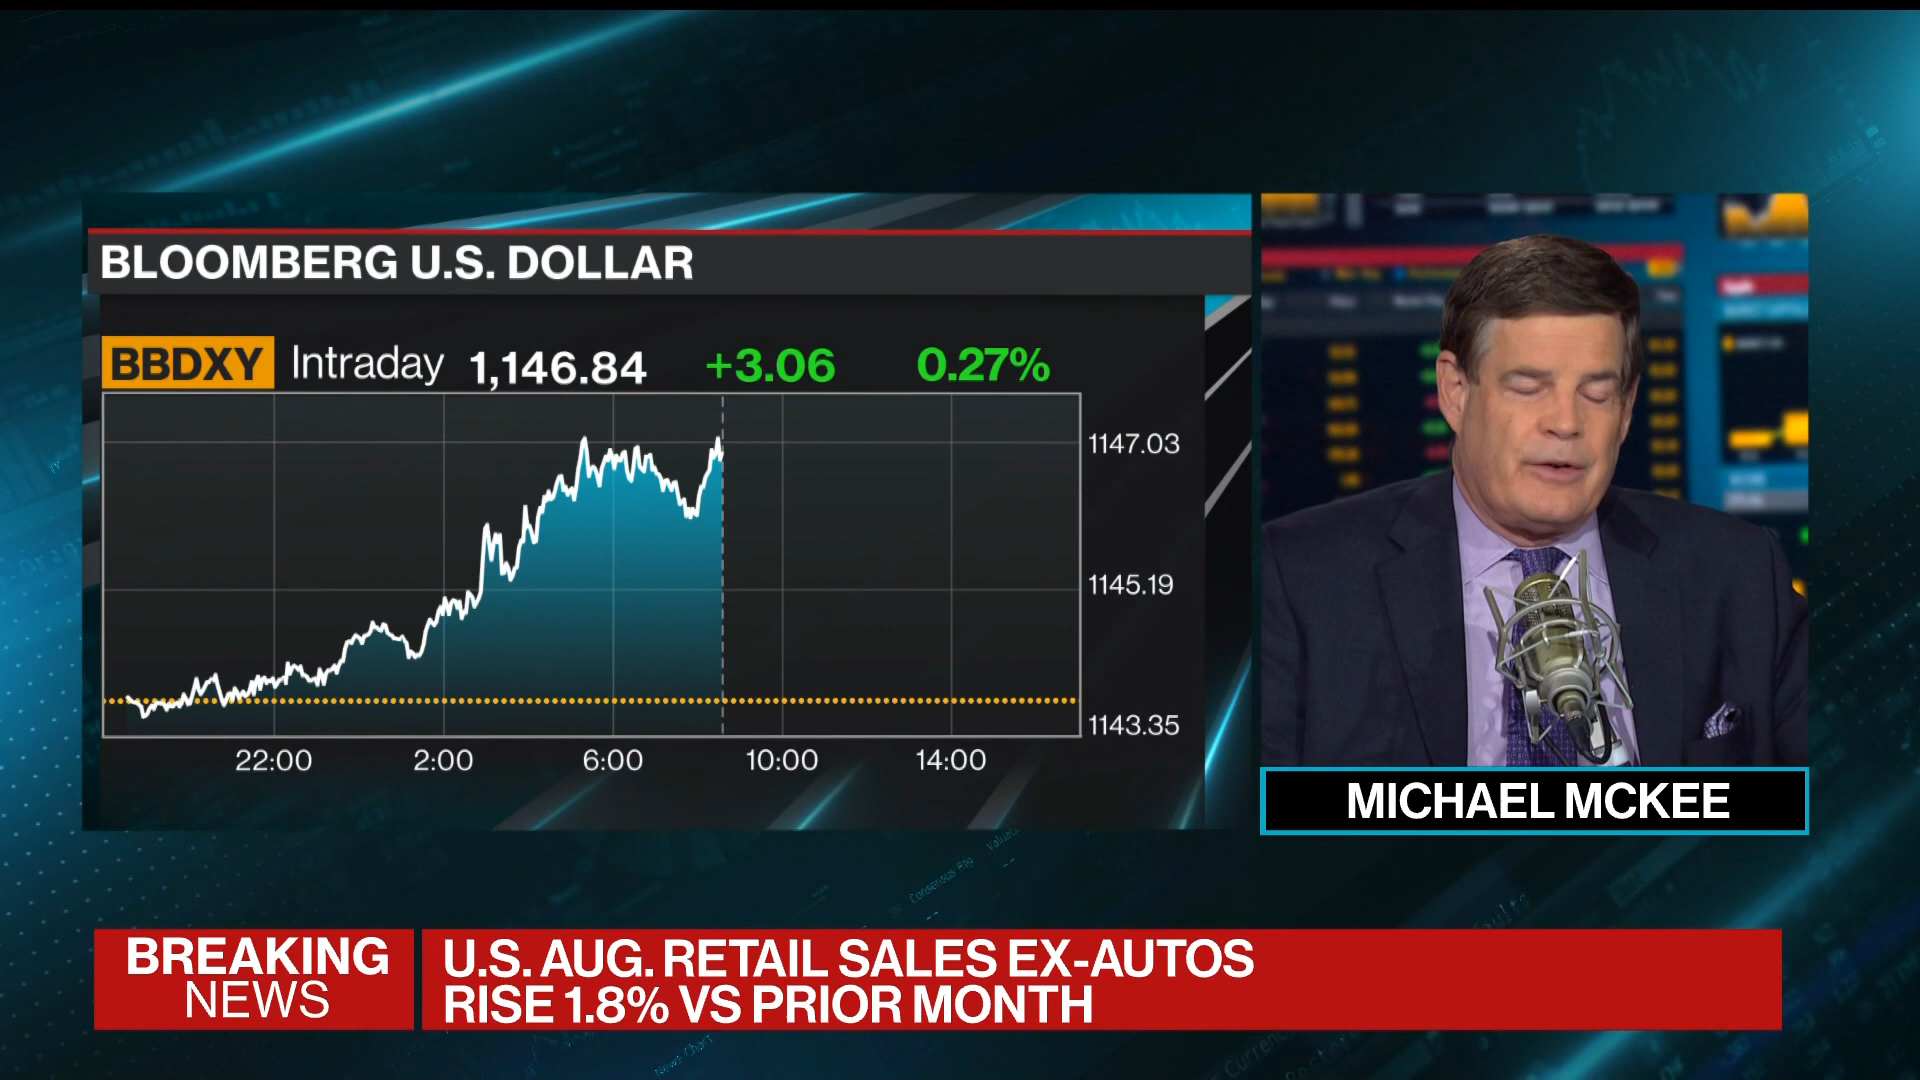 BLOOMBERG U.S. DOLLAR
BBDXY Intraday 1,146.84 +3.06 0.27%
1147.03
1145.19
1143.35
22:00 2:00 6:00 10:00 14:00
MICHAEL MCKEE
BREAKING
NEWS
U.S. AUG. RETAIL SALES EX-AUTOS
RISE 1.8% VS PRIOR MONTH